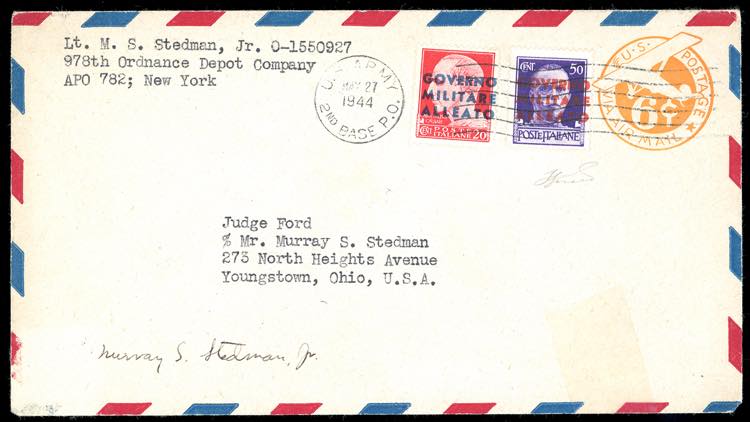 Lt. M. S. Stedman, Jr. O-1550927
978th Ordnance Depot Company
APO 782; New York
U.S. ARMY
MAY 27
1944
2ND BASE P.O.
GOVERNO
MILITARE
ALLEATO
POSTE
ITALIANE
CENT 20
CENT. 50
GOVERNO
MILITARE
ALLEATO
POSTE ITALIANE
U.S. POSTAGE
6¢
AIR MAIL
Judge Ford
% Mr. Murray S. Stedman
273 North Heights Avenue
Youngstown, Ohio, U.S.A.
Murray S. Stedman, Jr.